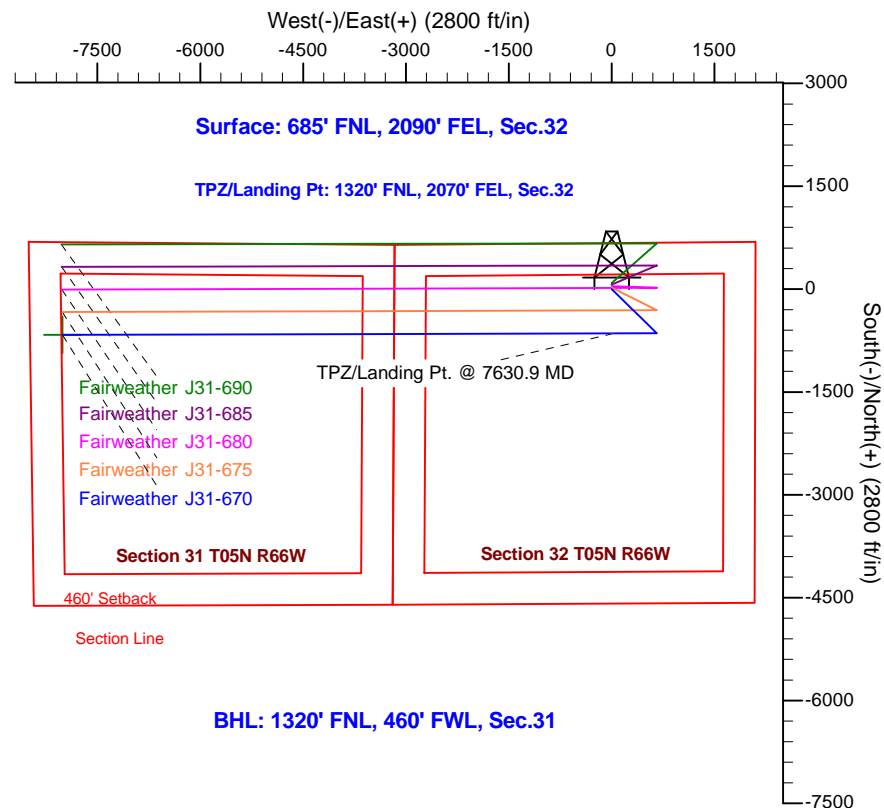 West(-)/East(+) (2800 ft/in)
-7500 -6000 -4500 -3000 -1500 0 1500
3000
Surface: 685' FNL, 2090' FEL, Sec.32
1500
TPZ/Landing Pt: 1320' FNL, 2070' FEL, Sec.32
0
South(-)/North(+) (2800 ft/in)
TPZ/Landing Pt. @ 7630.9 MD
Fairweather J31-690
-1500
Fairweather J31-685
Fairweather J31-680
Fairweather J31-675
Fairweather J31-670
-3000
Section 31 T05N R66W
Section 32 T05N R66W
460' Setback
-4500
Section Line
-6000
BHL: 1320' FNL, 460' FWL, Sec.31
-7500